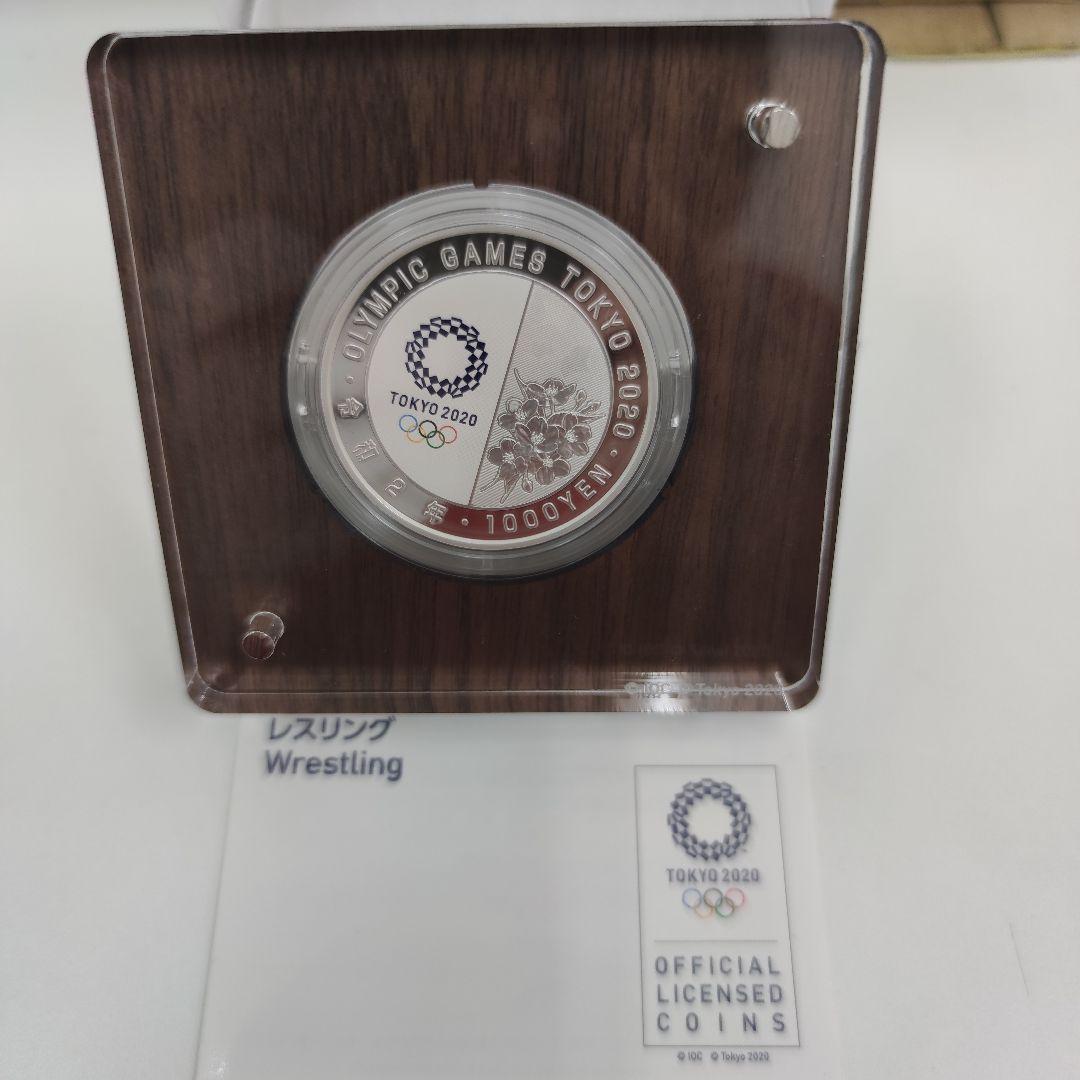 OLYMPIC GAMES TOKYO 2020・1000YEN・令和2年・
TOKYO 2020
© IOC © Tokyo 2020
レスリング
Wrestling
TOKYO 2020
OFFICIAL
LICENSED
COINS
© IOC © Tokyo 2020